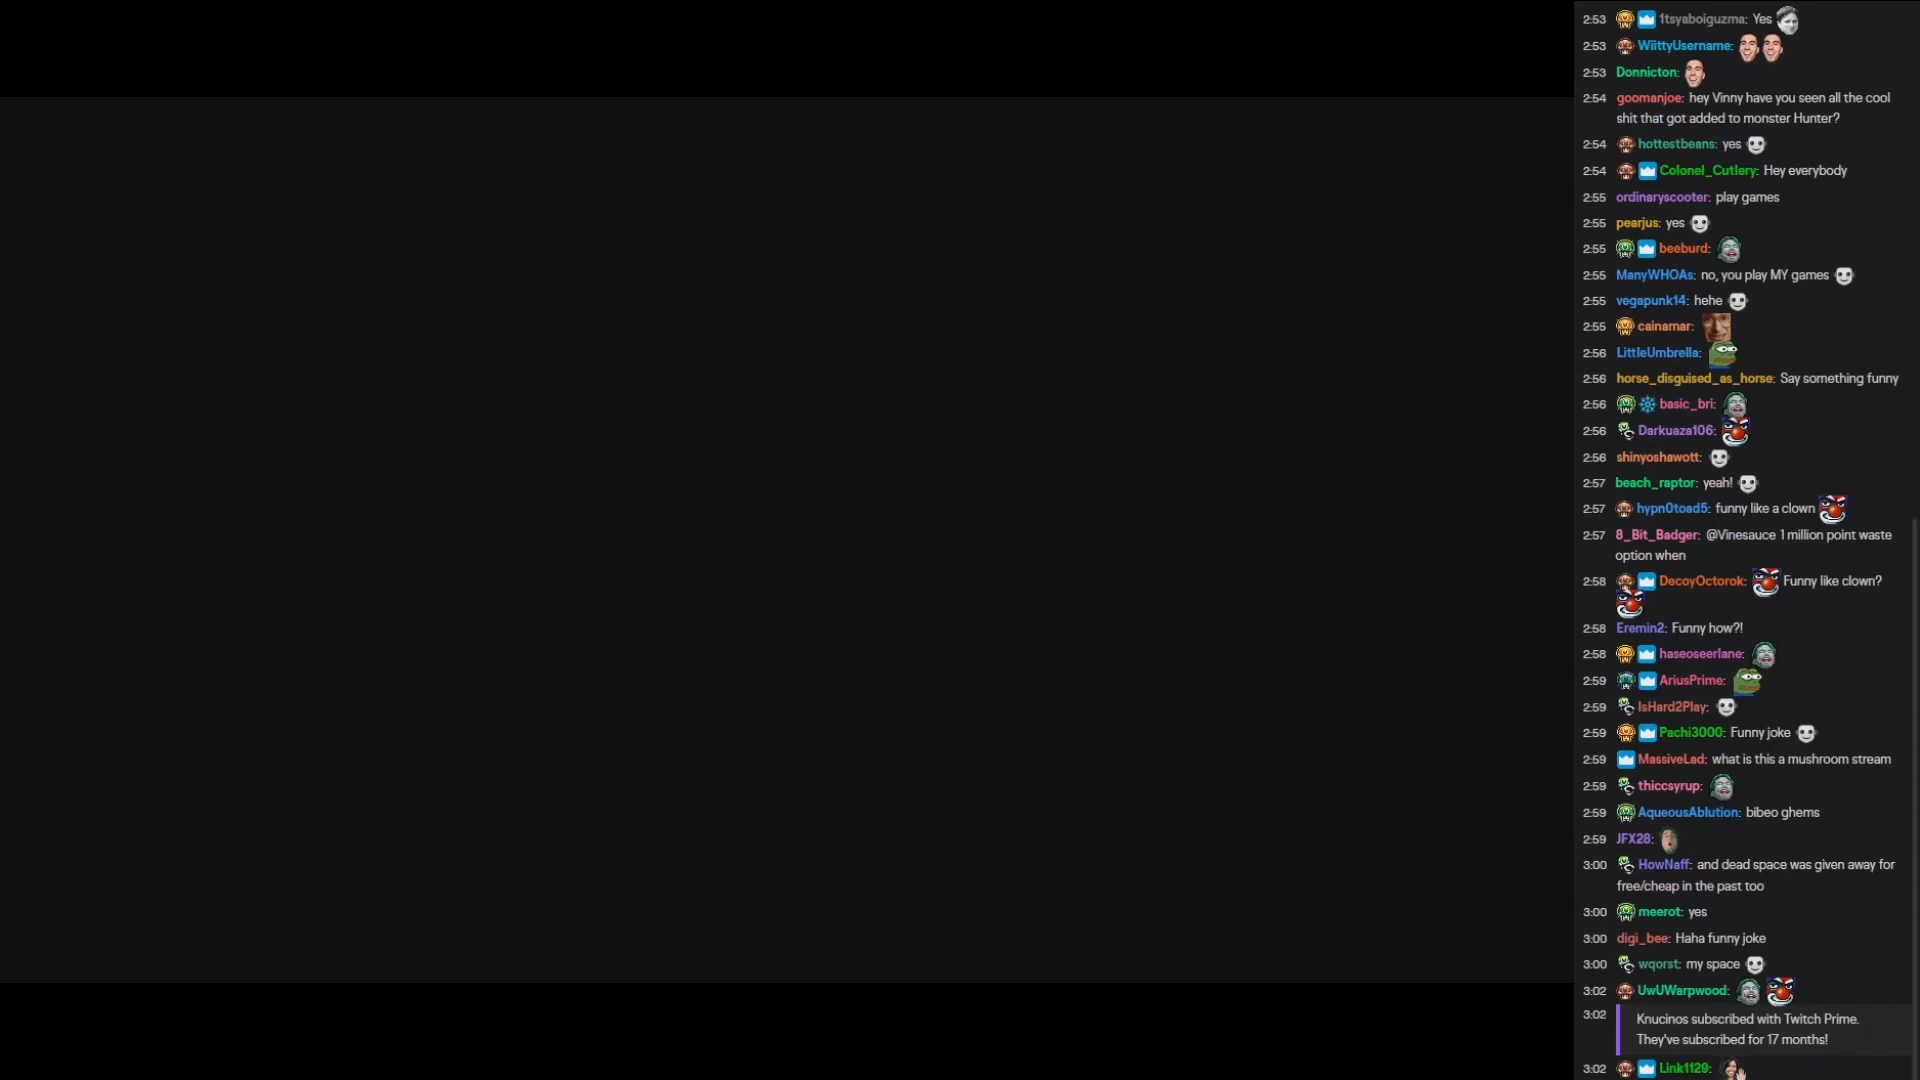 2:53 1tsyaboiguzma: Yes
2:53 WiittyUsername:
2:53 Donnicton:
2:54 goomanjoe: hey Vinny have you seen all the cool
shit that got added to monster Hunter?
2:54 hottestbeans: yes
2:54 Colonel_Cutlery: Hey everybody
2:55 ordinaryscooter: play games
2:55 pearjus: yes
2:55 beeburd:
2:55 ManyWHOAs: no, you play MY games
2:55 vegapunk14: hehe
2:55 cainamar:
2:56 LittleUmbrella:
2:56 horse_disguised_as_horse: Say something funny
2:56 basic_bri:
2:56 Darkuaza106:
2:56 shinyoshawott:
2:57 beach_raptor: yeah!
2:57 hypn0toad5: funny like a clown
2:57 8_Bit_Badger: @Vinesauce 1 million point waste
option when
2:58 DecoyOctorok: Funny like clown?
2:58 Eremin2: Funny how?!
2:58 haseoseerlane:
2:59 AriusPrime:
2:59 IsHard2Play:
2:59 Pachi3000: Funny joke
2:59 MassiveLad: what is this a mushroom stream
2:59 thiccsyrup:
2:59 AqueousAblution: bibeo ghems
2:59 JFX28:
3:00 HowNaff: and dead space was given away for
free/cheap in the past too
3:00 meerot: yes
3:00 digi_bee: Haha funny joke
3:00 wqorst: my space
3:02 UwUWarpwood:
3:02 Knucinos subscribed with Twitch Prime.
They've subscribed for 17 months!
3:02 Link1129: